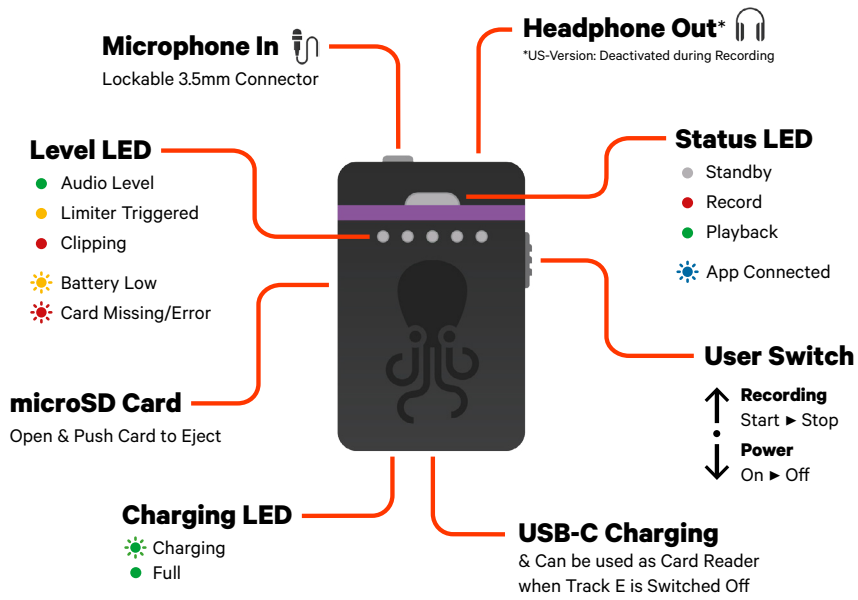 Microphone In
Lockable 3.5mm Connector
Headphone Out*
*US-Version: Deactivated during Recording
Level LED
Audio Level
Limiter Triggered
Clipping
Battery Low
Card Missing/Error
Status LED
Standby
Record
Playback
App Connected
microSD Card
Open & Push Card to Eject
User Switch
Recording
Start ► Stop
Power
On ► Off
Charging LED
Charging
Full
USB-C Charging
& Can be used as Card Reader
when Track E is Switched Off